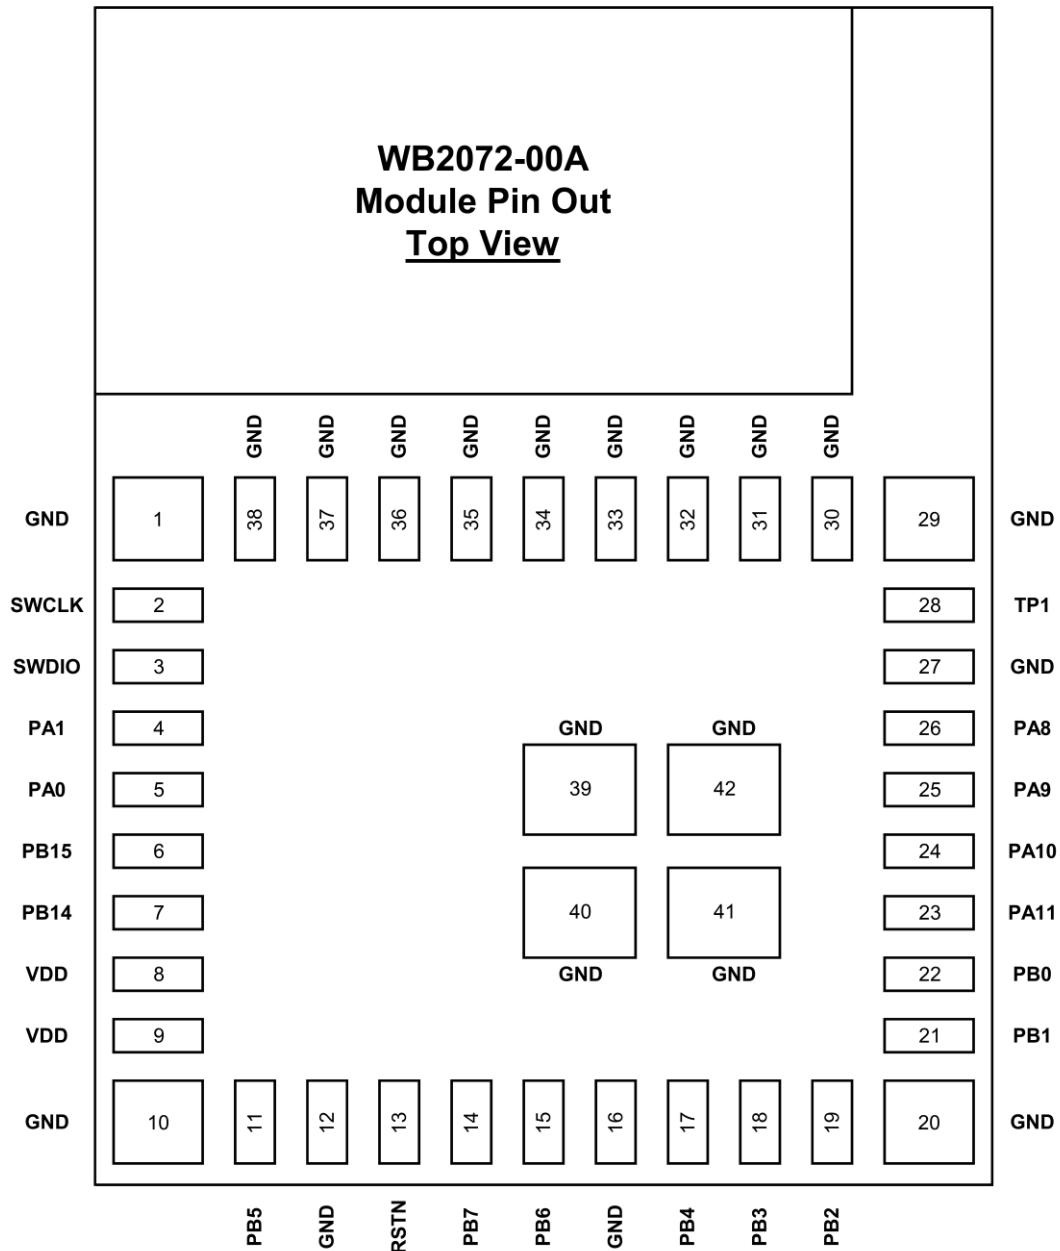 WB2072-00A
Module Pin Out
Top View
GND GND GND GND GND GND GND GND GND
GND 1 38 37 36 35 34 33 32 31 30 29 GND
SWCLK 2 28 TP1
SWDIO 3 27 GND
PA1 4 GND GND 26 PA8
PA0 5 39 42 25 PA9
PB15 6 24 PA10
PB14 7 40 41 23 PA11
VDD 8 GND GND 22 PB0
VDD 9 21 PB1
GND 10 11 12 13 14 15 16 17 18 19 20 GND
PB5 GND RSTN PB7 PB6 GND PB4 PB3 PB2